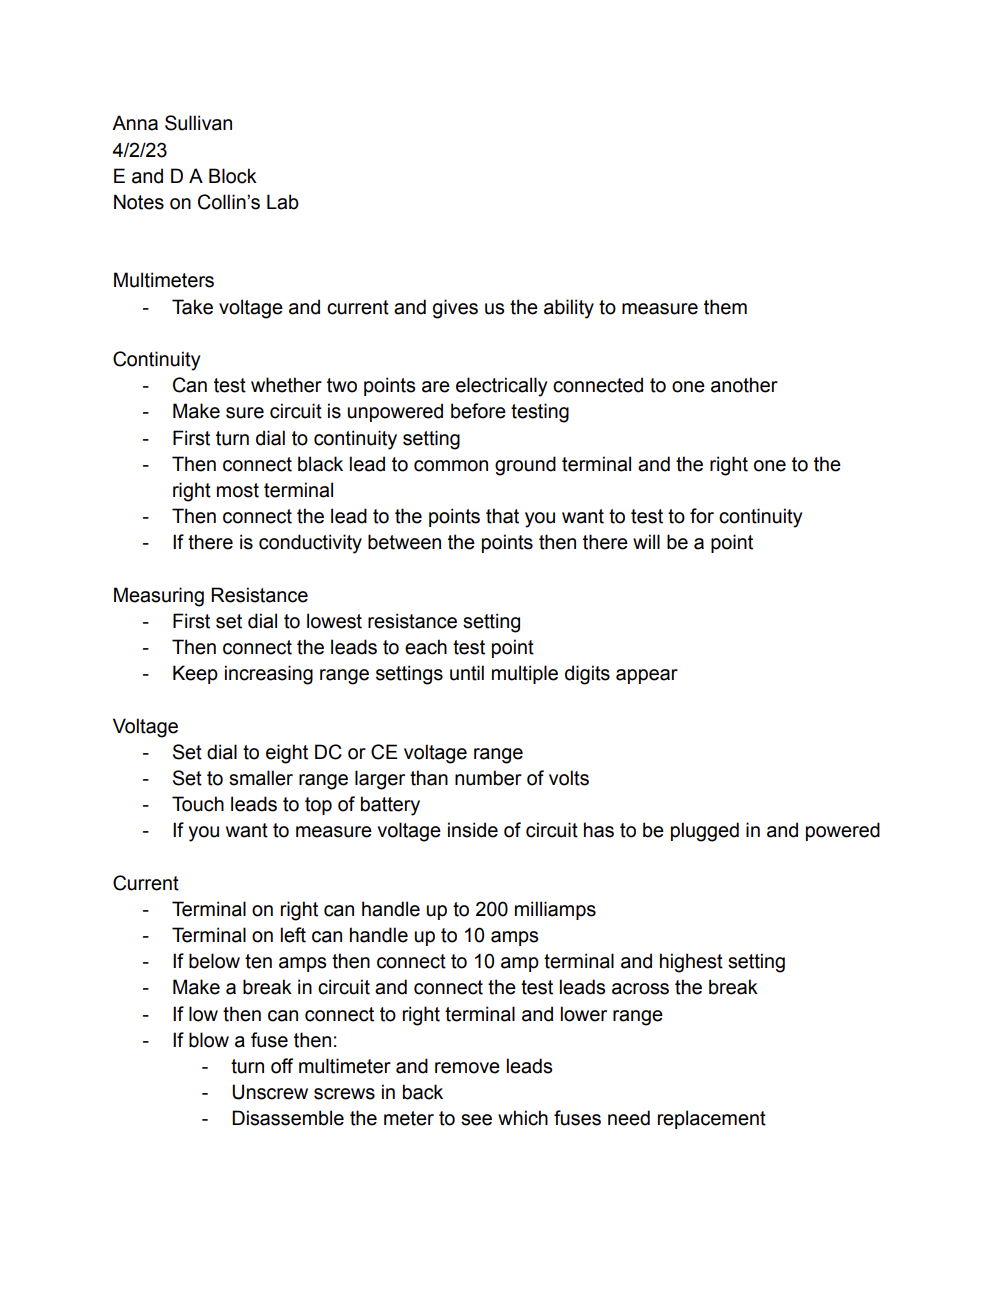 Anna Sullivan
4/2/23
E and D A Block
Notes on Collin's Lab
Multimeters
- Take voltage and current and gives us the ability to measure them
Continuity
- Can test whether two points are electrically connected to one another
- Make sure circuit is unpowered before testing
- First turn dial to continuity setting
- Then connect black lead to common ground terminal and the right one to the
right most terminal
- Then connect the lead to the points that you want to test to for continuity
- If there is conductivity between the points then there will be a point
Measuring Resistance
- First set dial to lowest resistance setting
- Then connect the leads to each test point
- Keep increasing range settings until multiple digits appear
Voltage
- Set dial to eight DC or CE voltage range
- Set to smaller range larger than number of volts
- Touch leads to top of battery
- If you want to measure voltage inside of circuit has to be plugged in and powered
Current
- Terminal on right can handle up to 200 milliamps
- Terminal on left can handle up to 10 amps
- If below ten amps then connect to 10 amp terminal and highest setting
- Make a break in circuit and connect the test leads across the break
- If low then can connect to right terminal and lower range
- If blow a fuse then:
- turn off multimeter and remove leads
- Unscrew screws in back
- Disassemble the meter to see which fuses need replacement